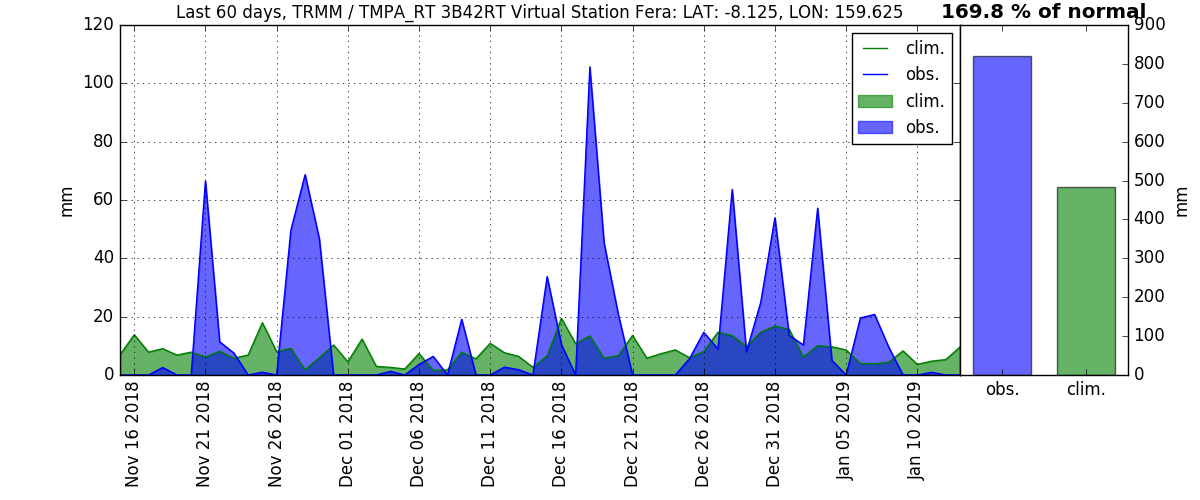 Last 60 days, TRMM / TMPA_RT 3B42RT Virtual Station Fera: LAT: -8.125, LON: 159.625
169.8 % of normal
120
100
80
60
40
20
0
mm
clim.
obs.
clim.
obs.
900
800
700
600
500
400
300
200
100
0
mm
Nov 16 2018
Nov 21 2018
Nov 26 2018
Dec 01 2018
Dec 06 2018
Dec 11 2018
Dec 16 2018
Dec 21 2018
Dec 26 2018
Dec 31 2018
Jan 05 2019
Jan 10 2019
obs.
clim.